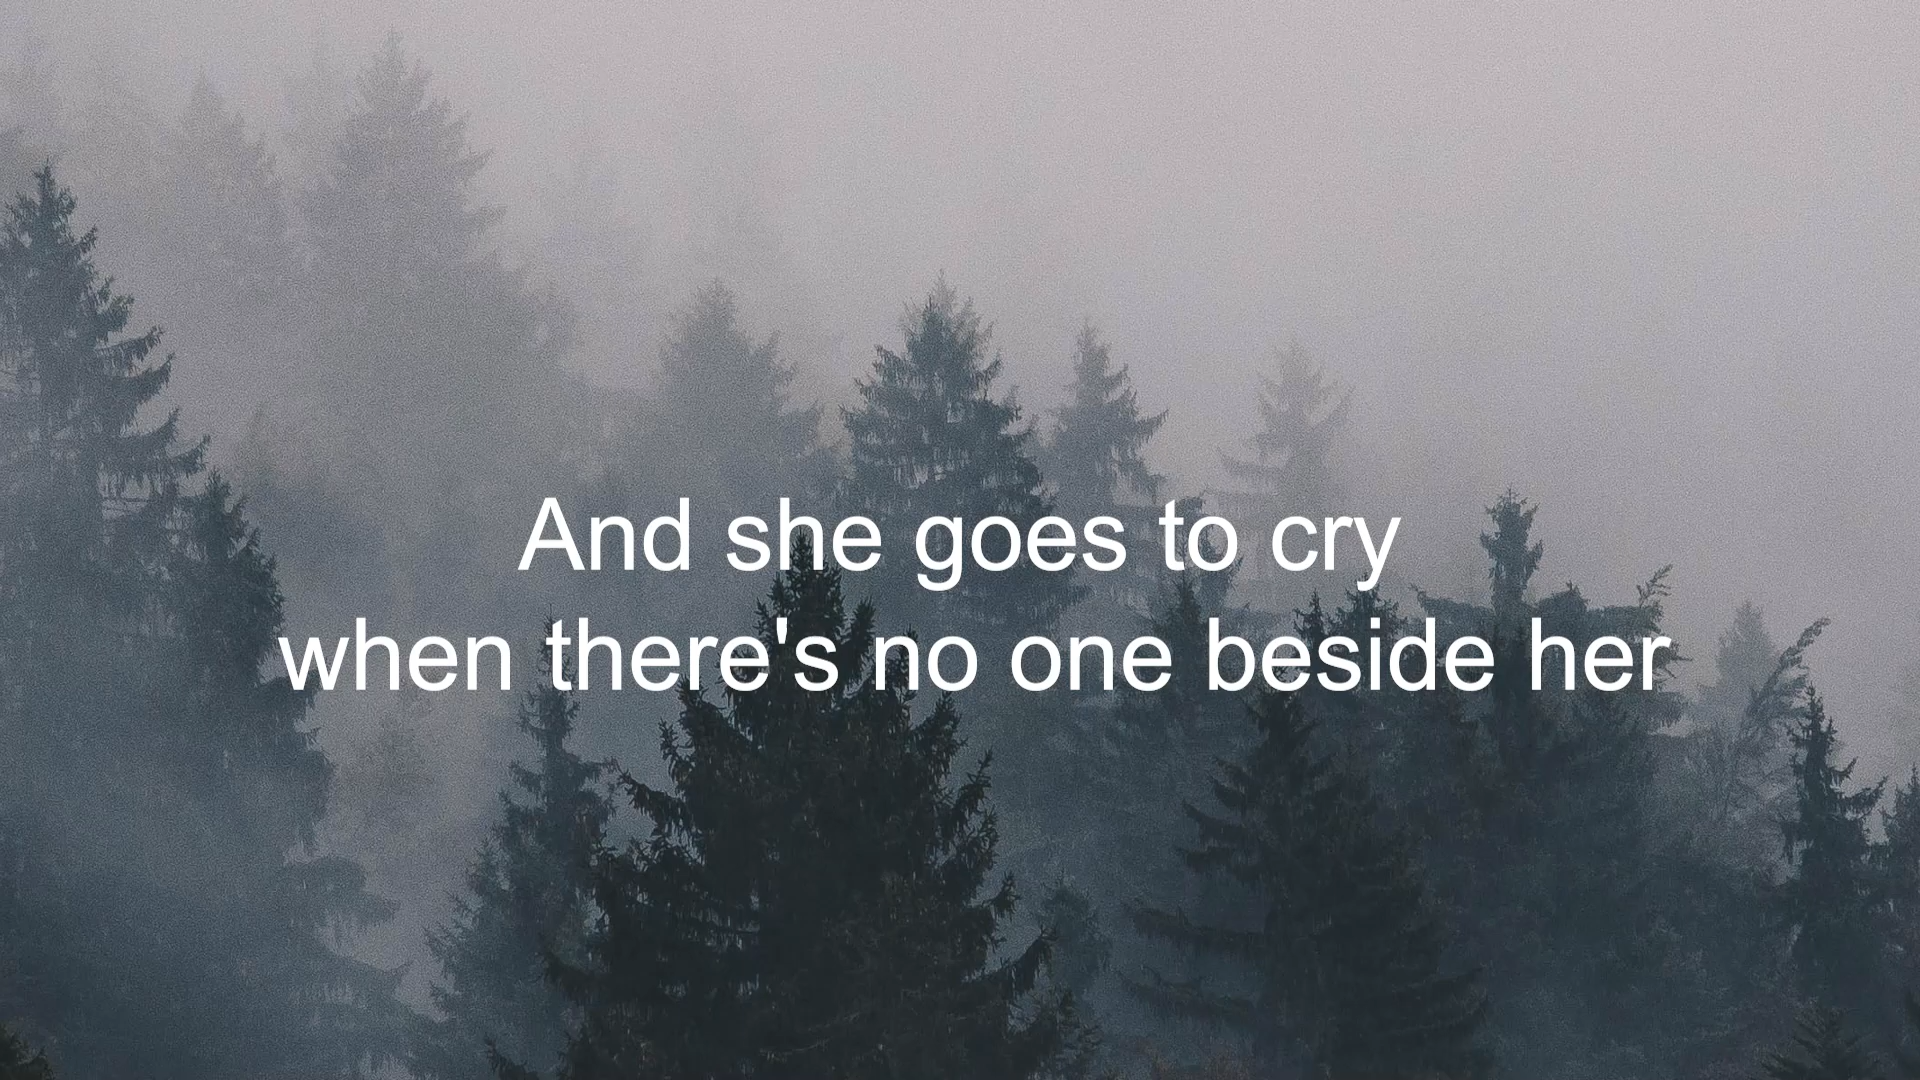 And she goes to cry
when there's no one beside her